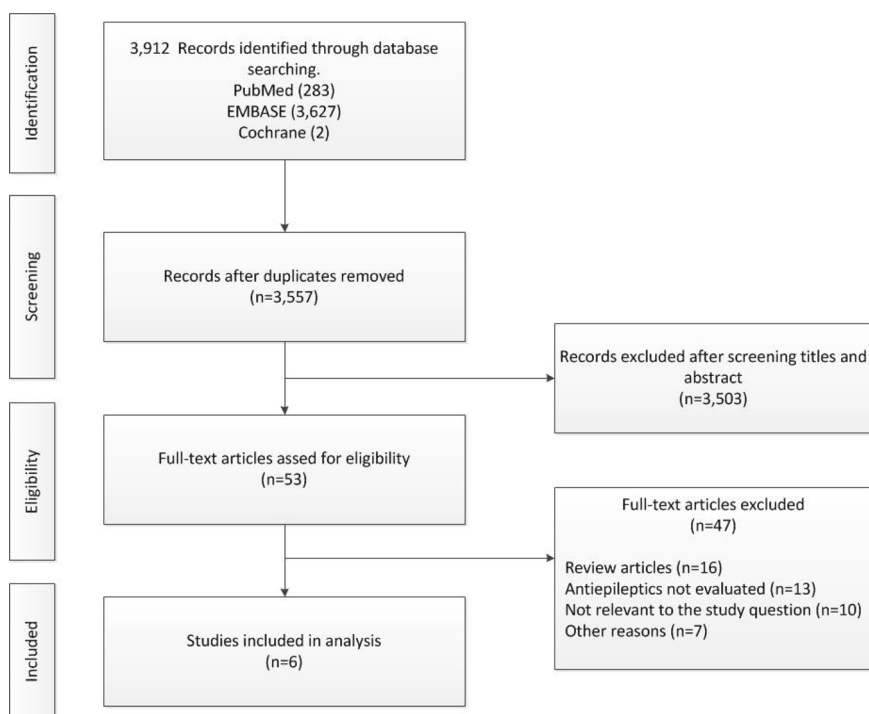 Identification
3,912 Records identified through database
searching.
PubMed (283)
EMBASE (3,627)
Cochrane (2)
Screening
Records after duplicates removed
(n=3,557)
Records excluded after screening titles and
abstract
(n=3,503)
Eligibility
Full-text articles assed for eligibility
(n=53)
Full-text articles excluded
(n=47)
Review articles (n=16)
Antiepileptics not evaluated (n=13)
Not relevant to the study question (n=10)
Other reasons (n=7)
Included
Studies included in analysis
(n=6)